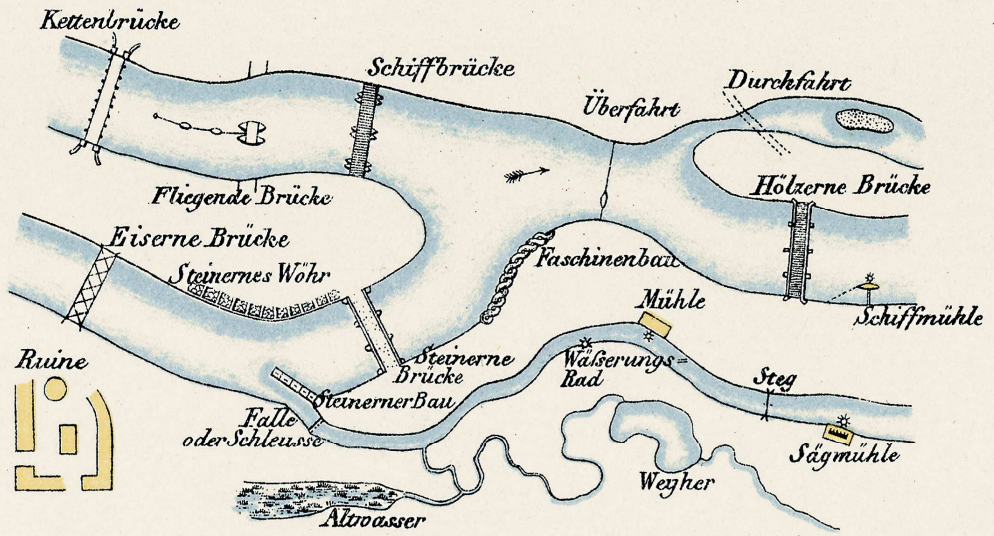 Kettenbrücke
Schiffbrücke
Durchfahrt
Überfahrt
Fliegende Brücke
Hölzerne Brücke
Eiserne Brücke
Faschinenbau
Steinernes Wöhr
Mühle
Schiffmühle
Ruine
Steinerne
Brücke
Wäßerungs=
Rad
Steg
Steinerner Bau
Falle
oder Schleusse
Sägmühle
Weyher
Altwasser